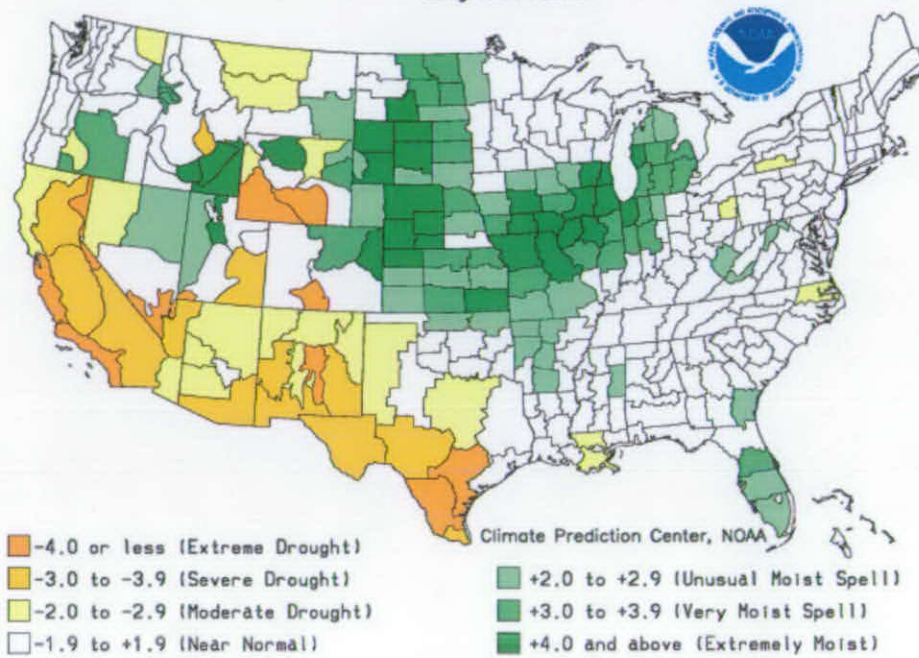 NOAA
Climate Prediction Center, NOAA
-4.0 or less (Extreme Drought)
-3.0 to -3.9 (Severe Drought)
-2.0 to -2.9 (Moderate Drought)
-1.9 to +1.9 (Near Normal)
+2.0 to +2.9 (Unusual Moist Spell)
+3.0 to +3.9 (Very Moist Spell)
+4.0 and above (Extremely Moist)